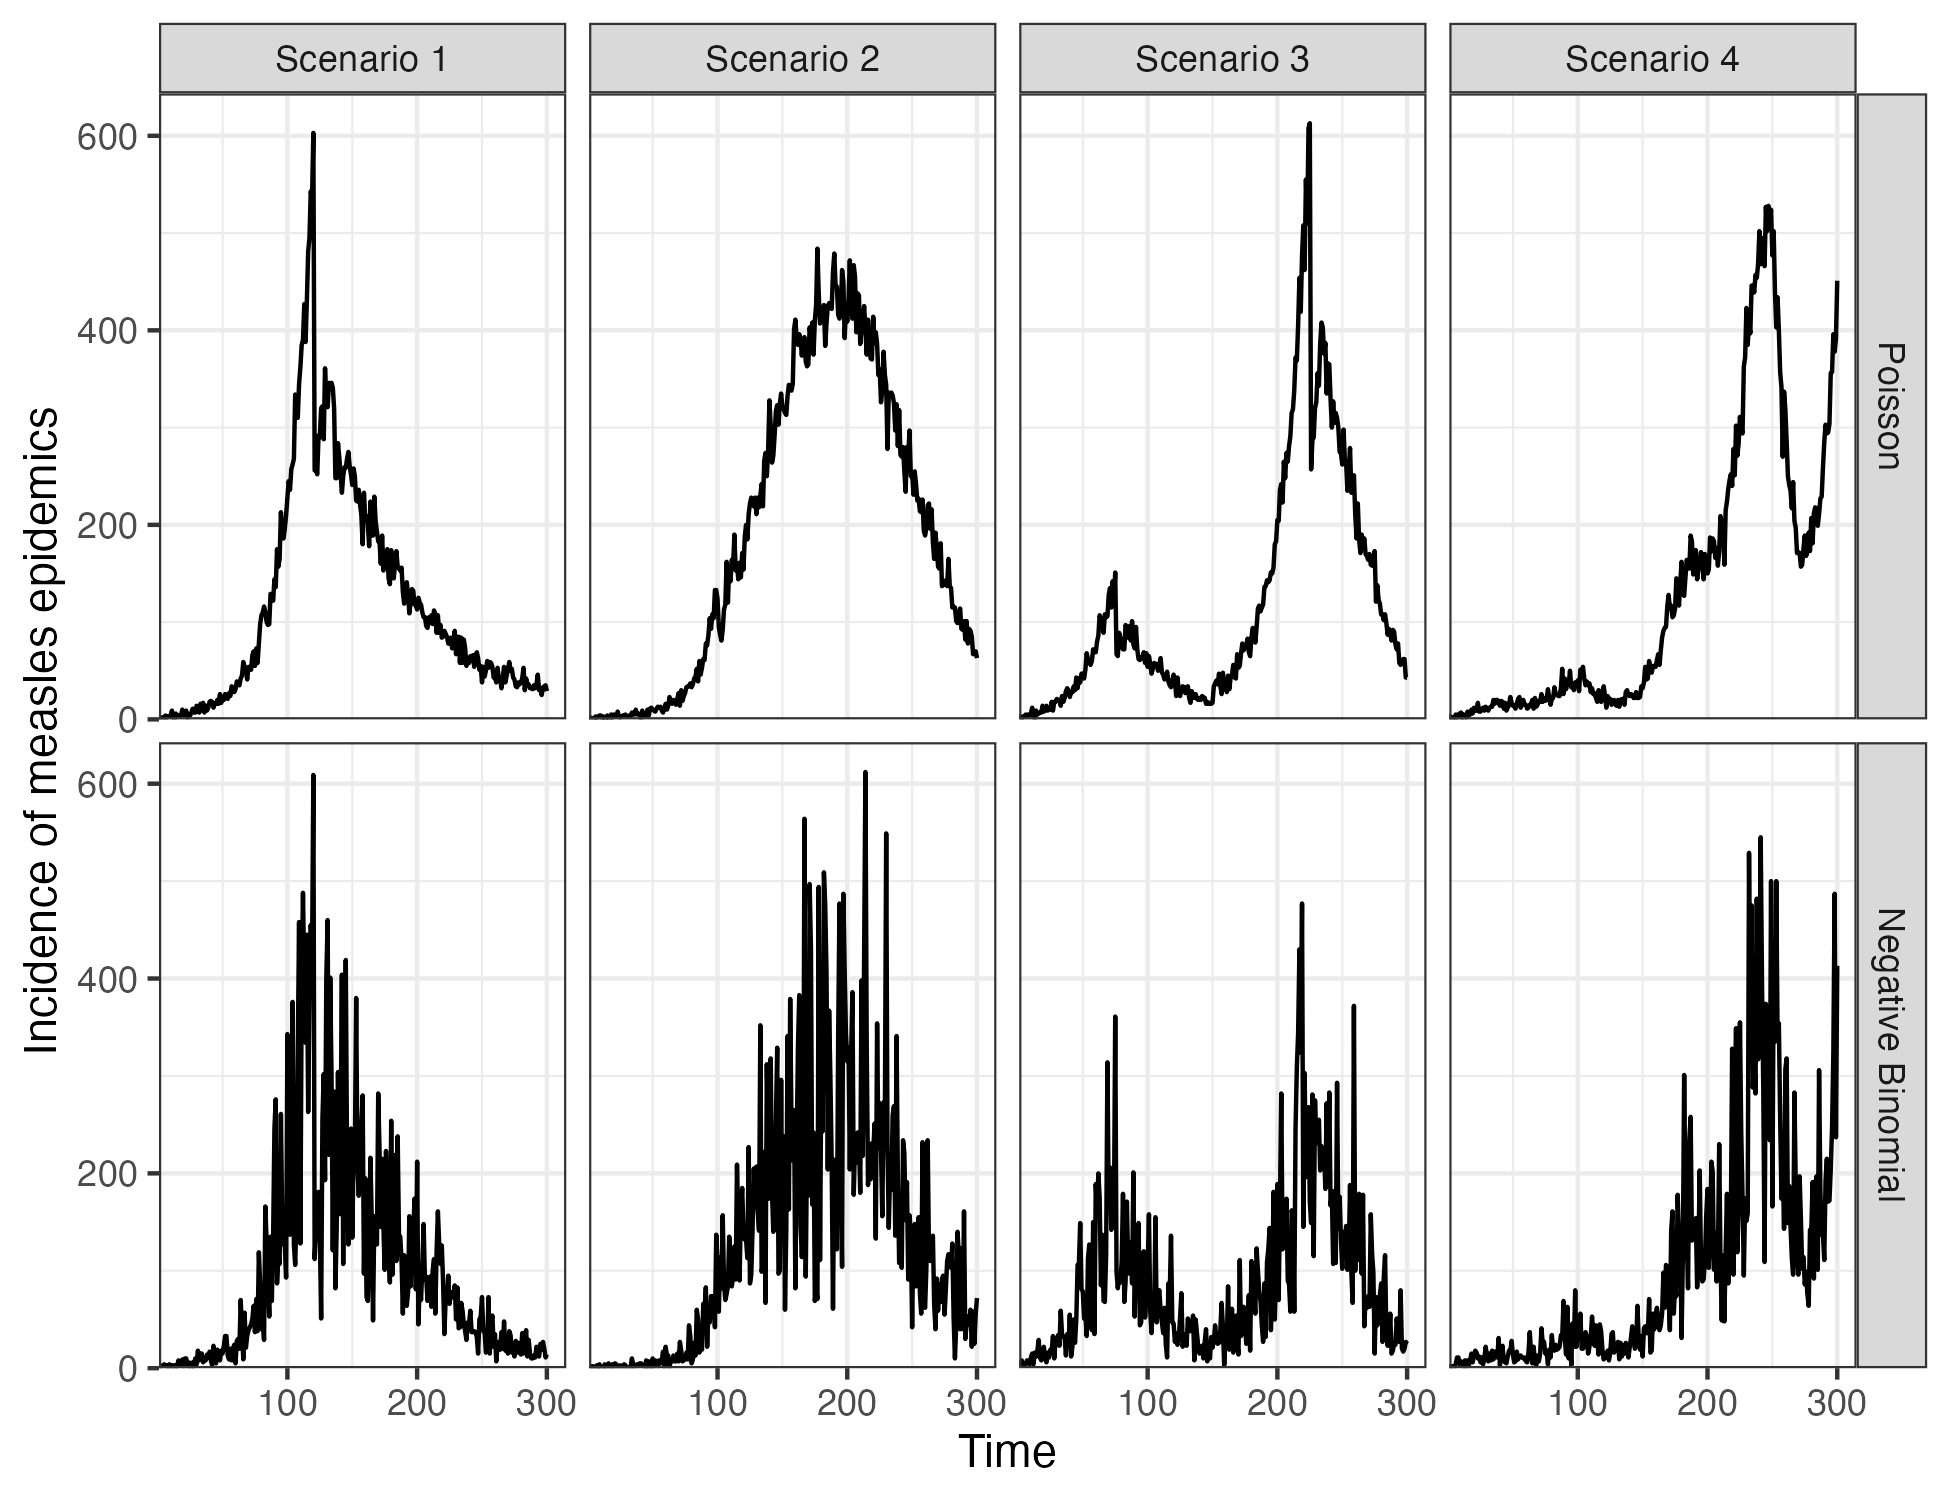 Scenario 1
Scenario 2
Scenario 3
Scenario 4
Incidence of measles epidemics
600
400
200
0
Poisson
600
400
200
0
Negative Binomial
100 200 300
100 200 300
100 200 300
100 200 300
Time